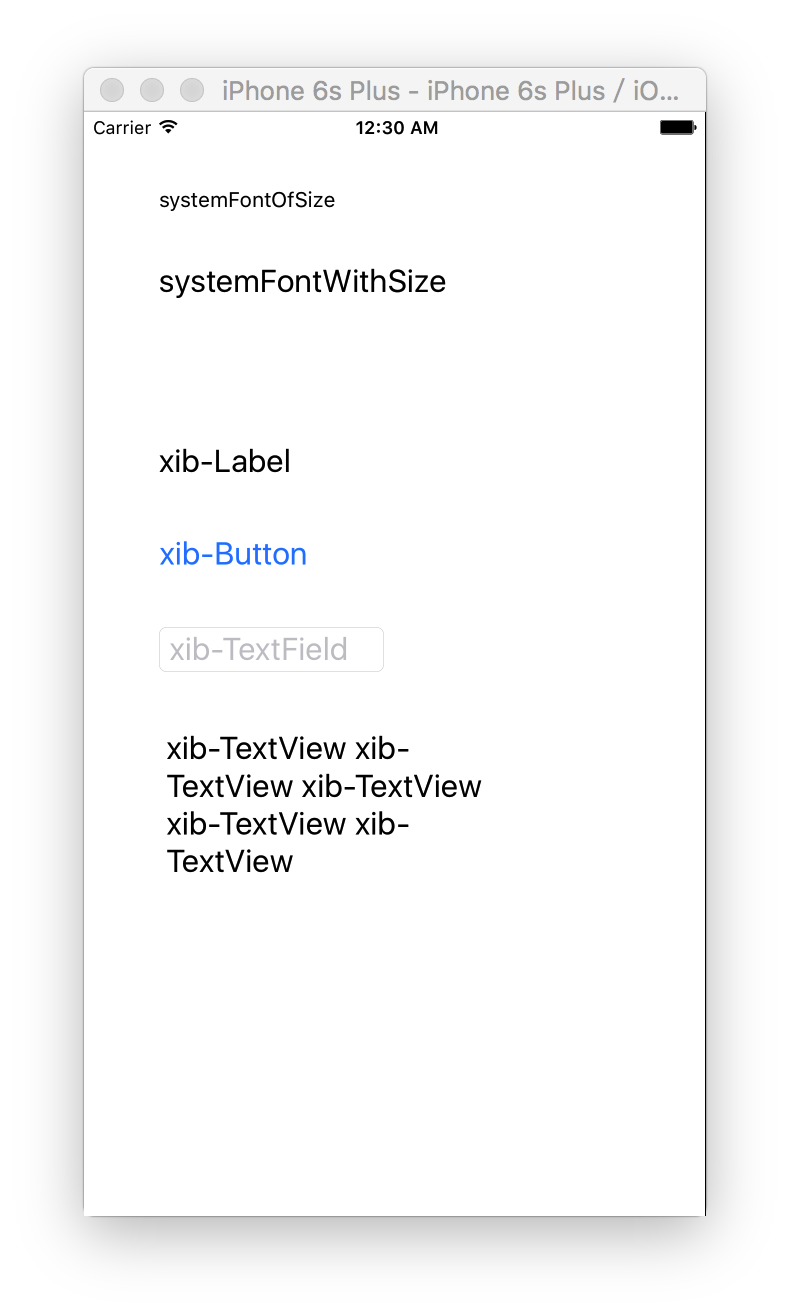 iPhone 6s Plus - iPhone 6s Plus / iO...
Carrier 12:30 AM
systemFontOfSize
systemFontWithSize
xib-Label
xib-Button
xib-TextField
xib-TextView xib-
TextView xib-TextView
xib-TextView xib-
TextView